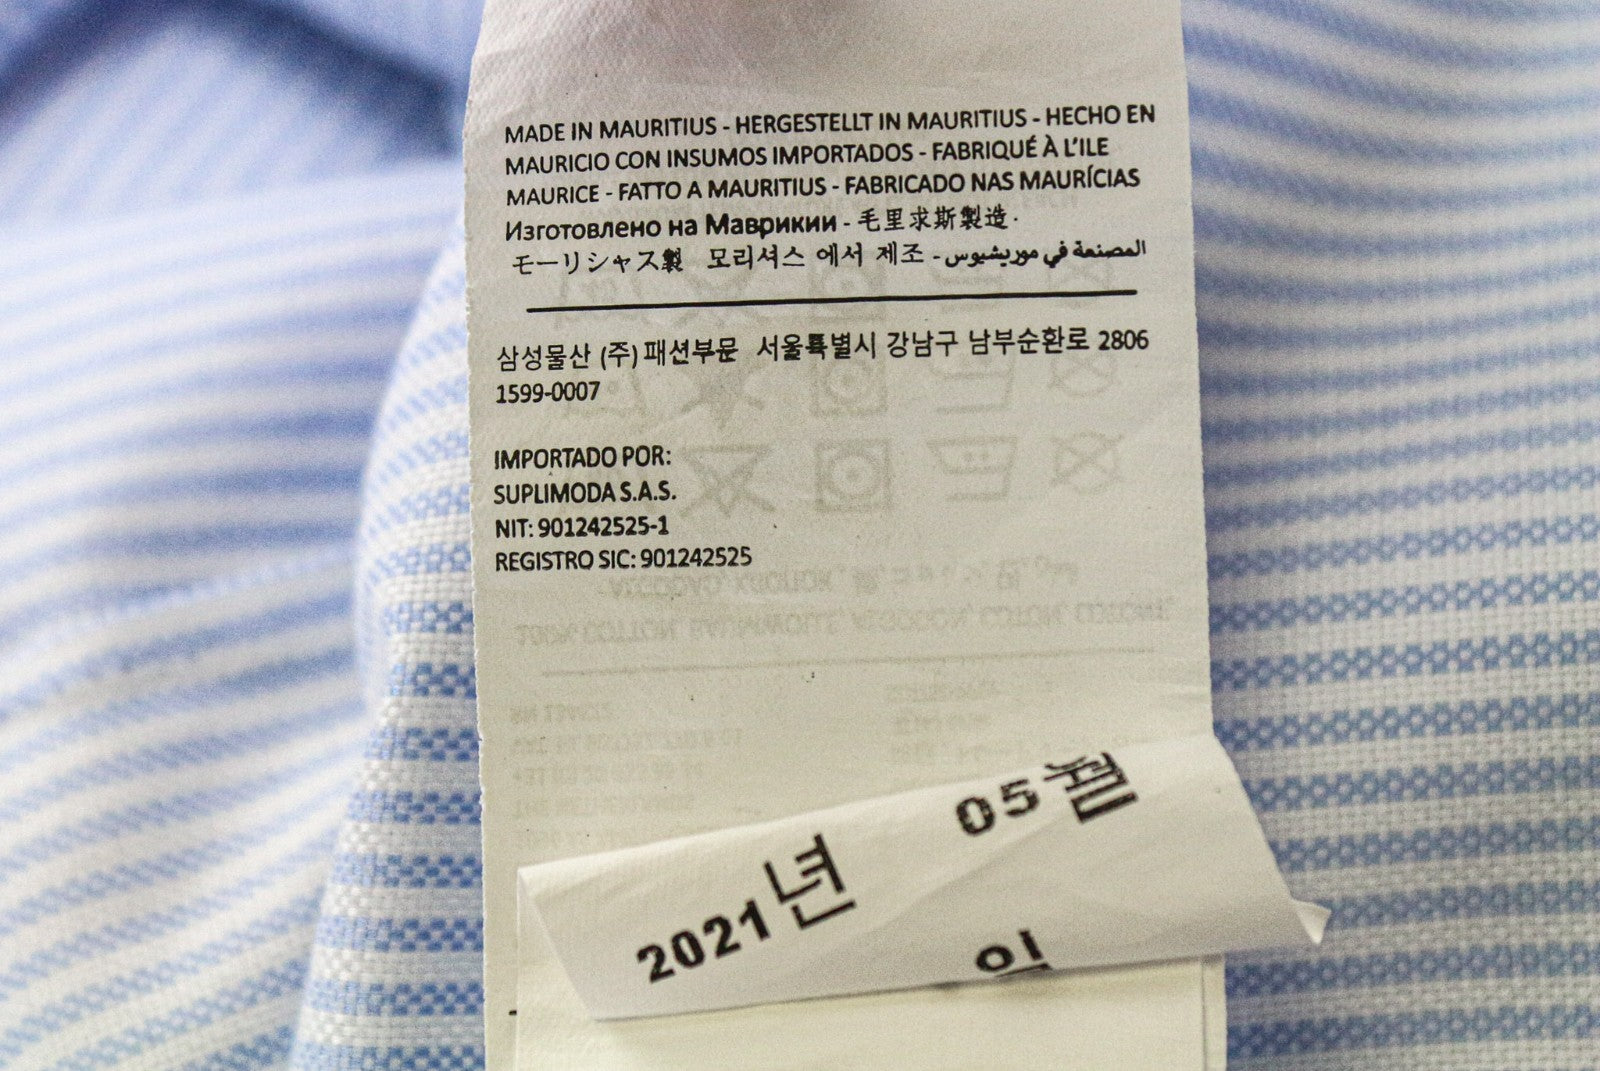 MADE IN MAURITIUS - HERGESTELLT IN MAURITIUS - HECHO EN
MAURICIO CON INSUMOS IMPORTADOS - FABRIQUÉ À L'ILE
MAURICE - FATTO A MAURITIUS - FABRICADO NAS MAURÍCIAS
Изготовлено на Маврикии - 毛里求斯製造 -
モーリシャス製 모리셔스 에서 제조 - المصنعة في موريشيوس
삼성물산 (주) 패션부문 서울특별시 강남구 남부순환로 2806
1599-0007
IMPORTADO POR:
SUPLIMODA S.A.S.
NIT: 901242525-1
REGISTRO SIC: 901242525
2021년 05월